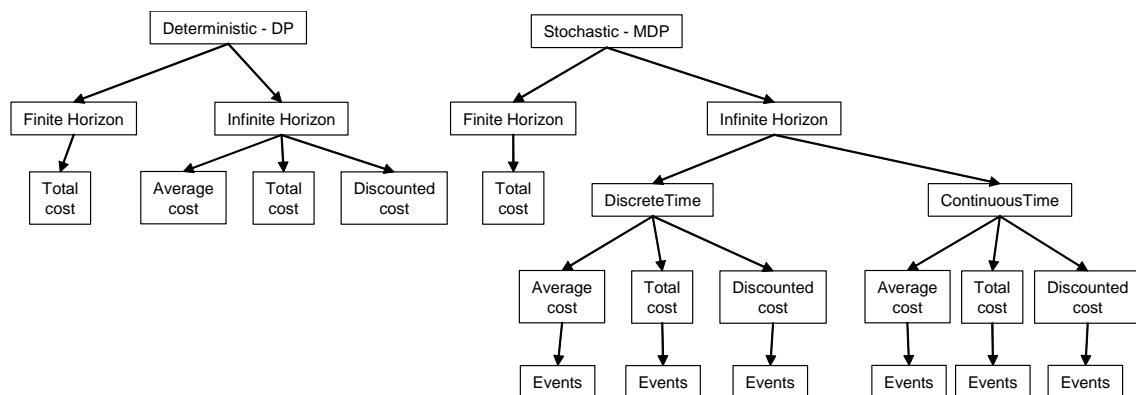 Deterministic - DP
Stochastic - MDP
Finite Horizon
Infinite Horizon
Finite Horizon
Infinite Horizon
Total
cost
Average
cost
Total
cost
Discounted
cost
Total
cost
DiscreteTime
ContinuousTime
Average
cost
Total
cost
Discounted
cost
Average
cost
Total
cost
Discounted
cost
Events
Events
Events
Events
Events
Events